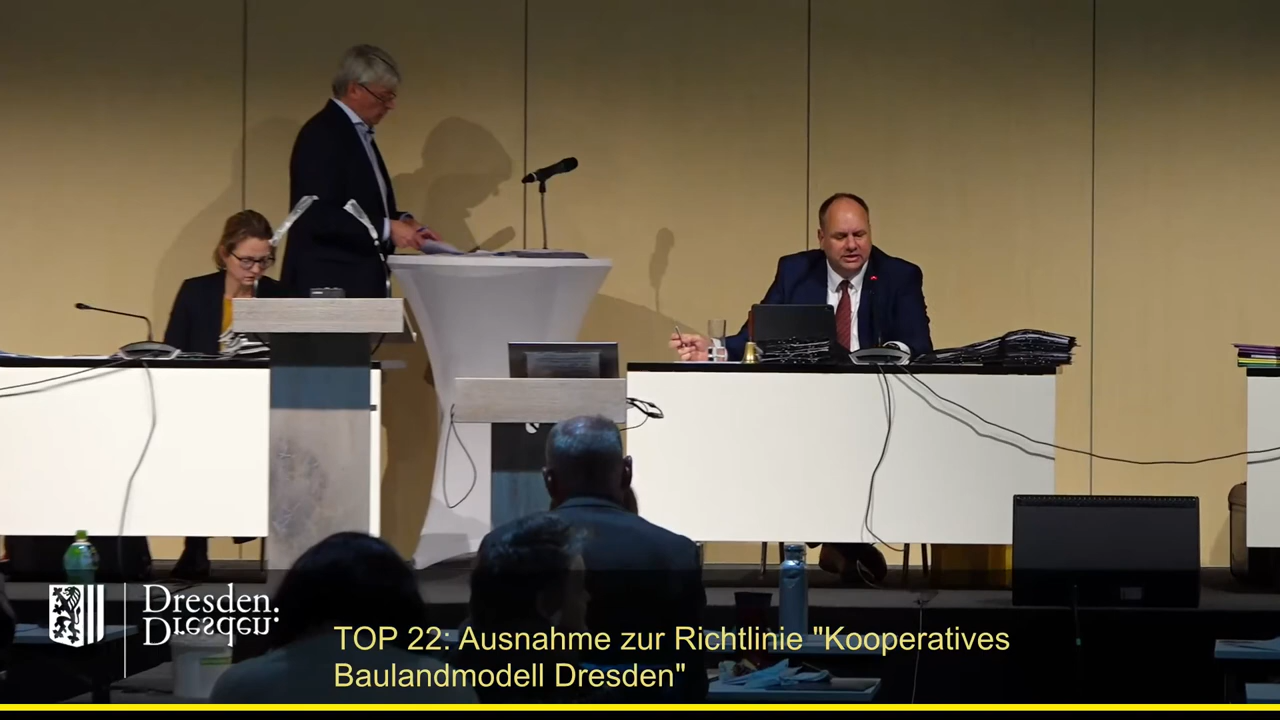 Dresden.
Dresden.
TOP 22: Ausnahme zur Richtlinie "Kooperatives
Baulandmodell Dresden"